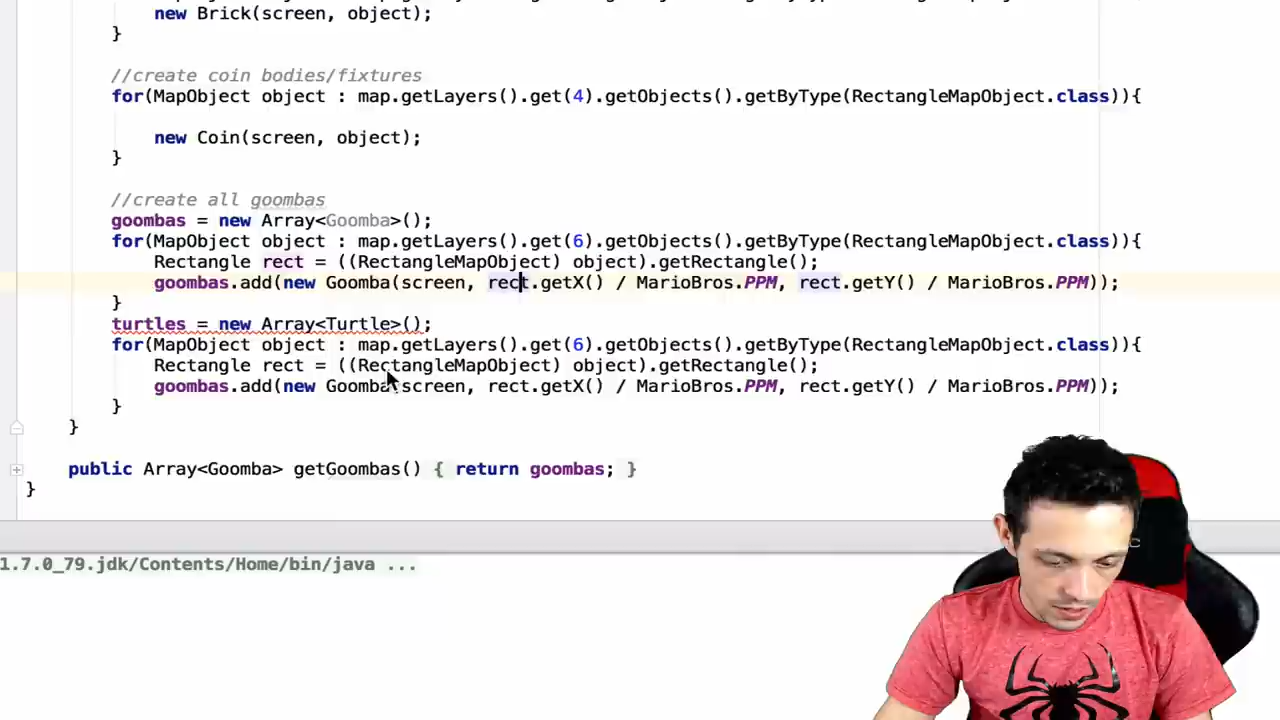 new Brick(screen, object);
}
//create coin bodies/fixtures
for(MapObject object : map.getLayers().get(4).getObjects().getByType(RectangleMapObject.class)){
new Coin(screen, object);
}
//create all goombas
goombas = new Array<Goomba>();
for(MapObject object : map.getLayers().get(6).getObjects().getByType(RectangleMapObject.class)){
Rectangle rect = ((RectangleMapObject) object).getRectangle();
goombas.add(new Goomba(screen, rect.getX() / MarioBros.PPM, rect.getY() / MarioBros.PPM));
}
turtles = new Array<Turtle>();
for(MapObject object : map.getLayers().get(6).getObjects().getByType(RectangleMapObject.class)){
Rectangle rect = ((RectangleMapObject) object).getRectangle();
goombas.add(new Goomba(screen, rect.getX() / MarioBros.PPM, rect.getY() / MarioBros.PPM));
}
}
public Array<Goomba> getGoombas() { return goombas; }
}
1.7.0_79.jdk/Contents/Home/bin/java ...